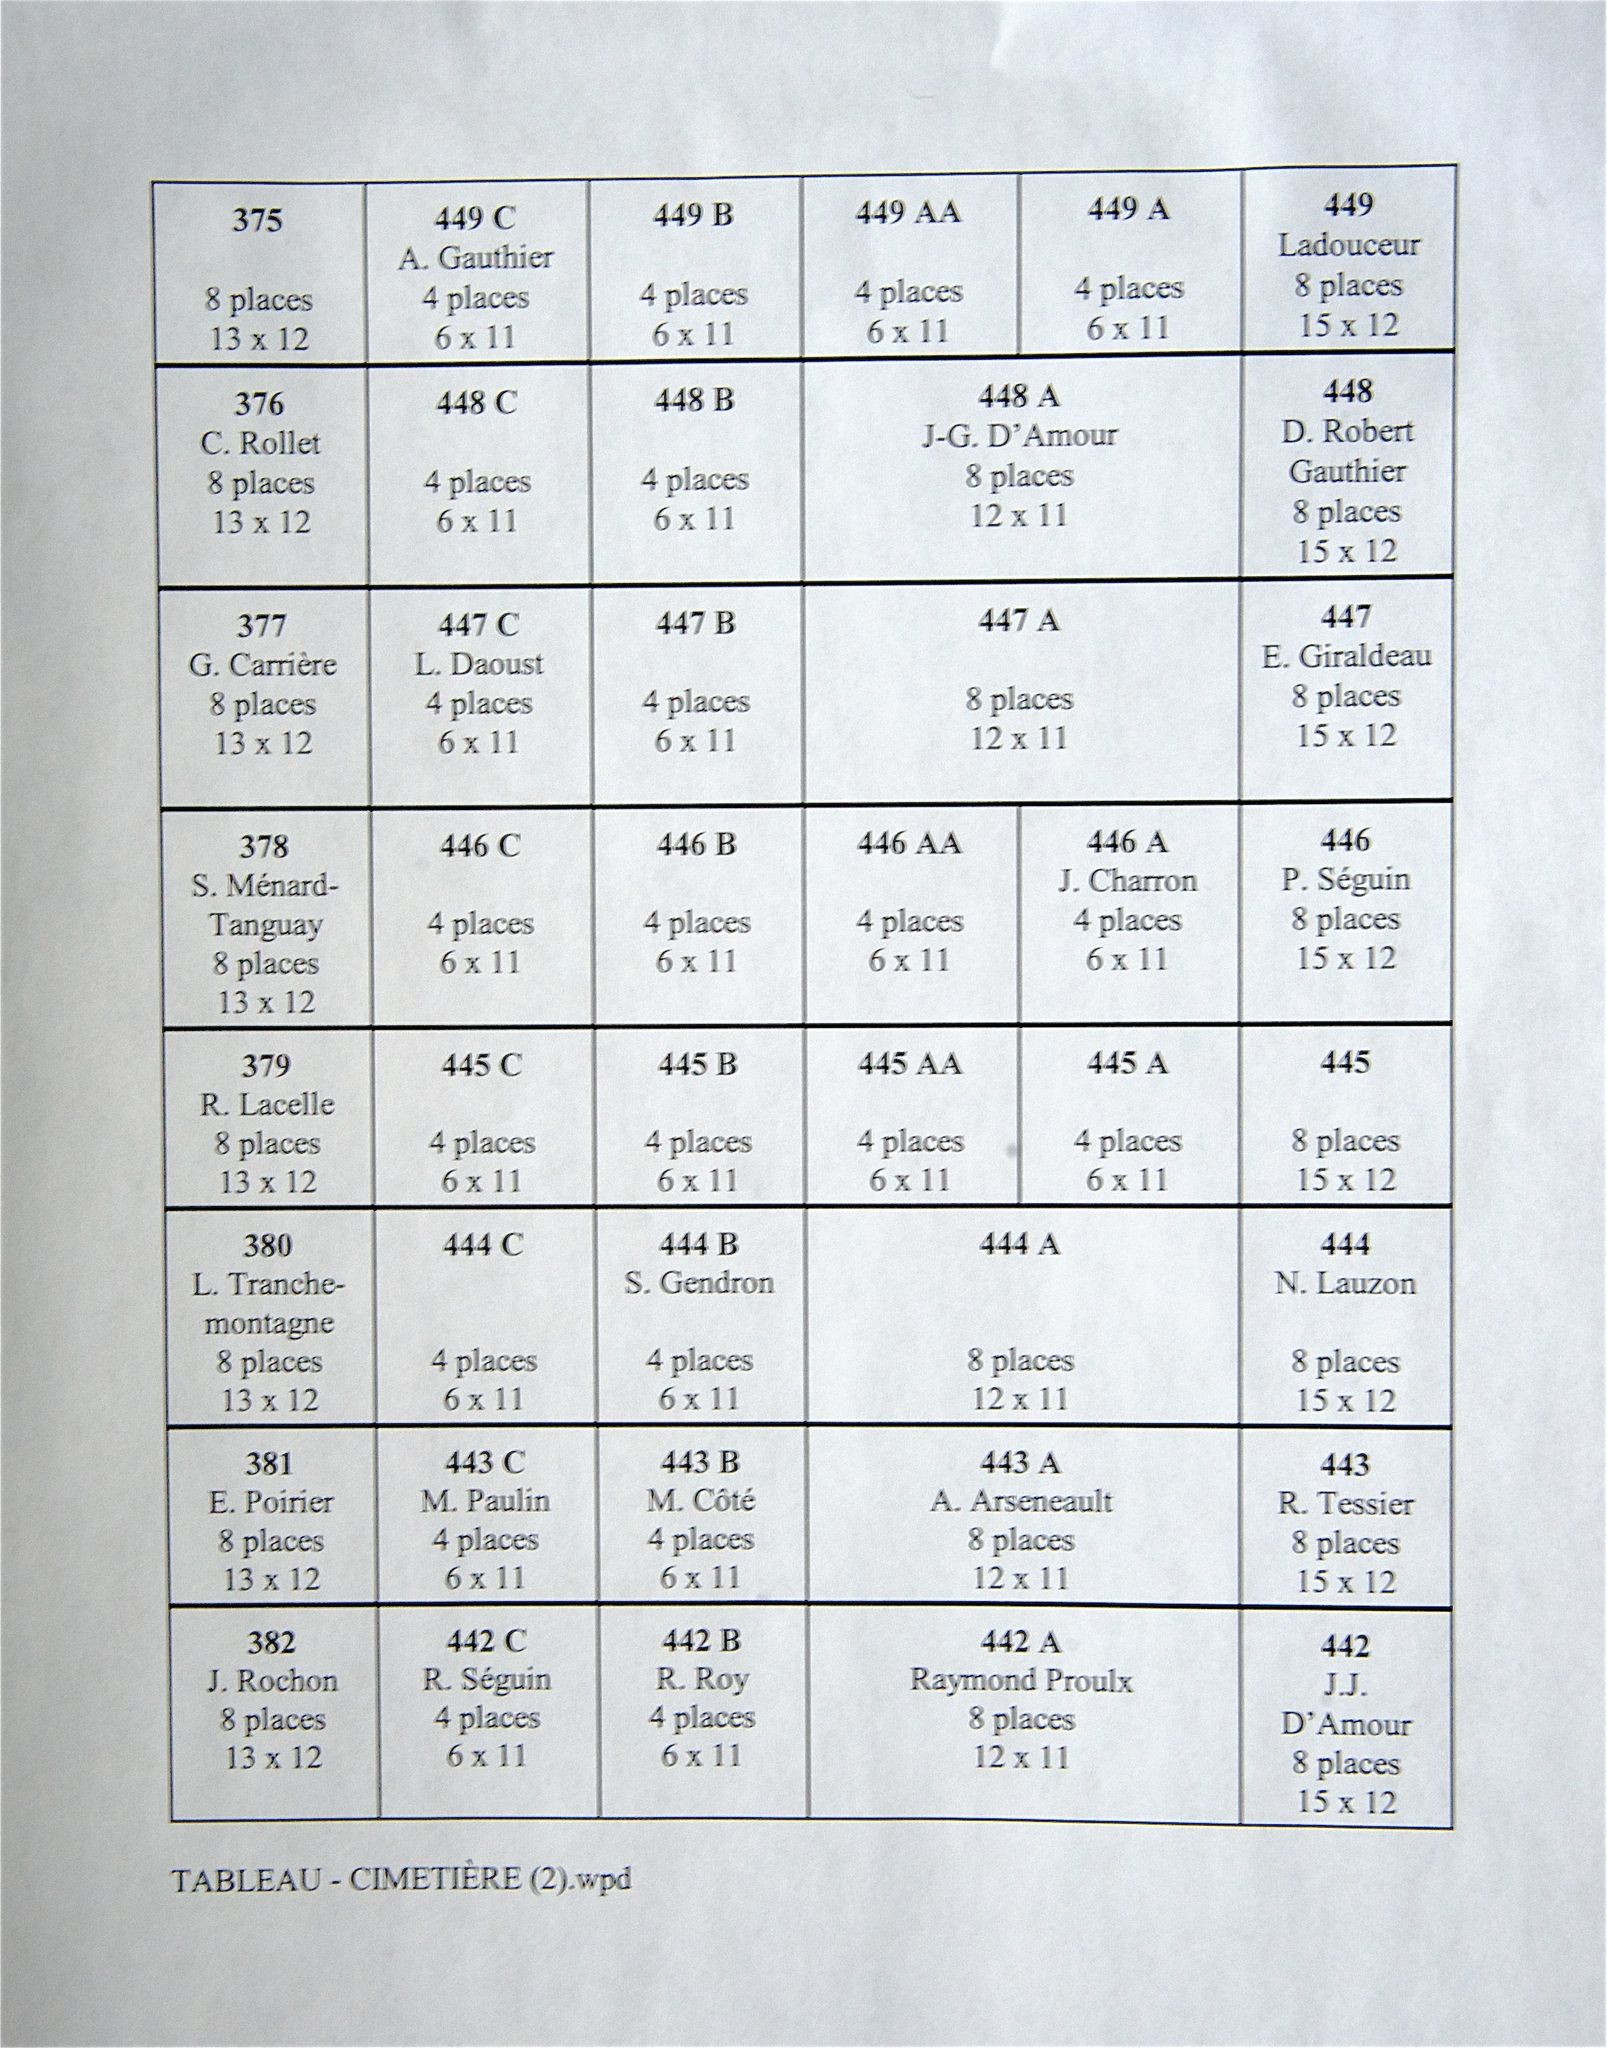 375
8 places
13 x 12
449 C
A. Gauthier
4 places
6 x 11
449 B
4 places
6 x 11
449 AA
4 places
6 x 11
449 A
4 places
6 x 11
449
Ladouceur
8 places
15 x 12
376
C. Rollet
8 places
13 x 12
448 C
4 places
6 x 11
448 B
4 places
6 x 11
448 A
J-G. D'Amour
8 places
12 x 11
448
D. Robert
Gauthier
8 places
15 x 12
377
G. Carrière
8 places
13 x 12
447 C
L. Daoust
4 places
6 x 11
447 B
4 places
6 x 11
447 A
8 places
12 x 11
447
E. Giraldeau
8 places
15 x 12
378
S. Ménard-
Tanguay
8 places
13 x 12
446 C
4 places
6 x 11
446 B
4 places
6 x 11
446 AA
4 places
6 x 11
446 A
J. Charron
4 places
6 x 11
446
P. Séguin
8 places
15 x 12
379
R. Lacelle
8 places
13 x 12
445 C
4 places
6 x 11
445 B
4 places
6 x 11
445 AA
4 places
6 x 11
445 A
4 places
6 x 11
445
8 places
15 x 12
380
L. Tranche-
montagne
8 places
13 x 12
444 C
4 places
6 x 11
444 B
S. Gendron
4 places
6 x 11
444 A
8 places
12 x 11
444
N. Lauzon
8 places
15 x 12
381
E. Poirier
8 places
13 x 12
443 C
M. Paulin
4 places
6 x 11
443 B
M. Côté
4 places
6 x 11
443 A
A. Arseneault
8 places
12 x 11
443
R. Tessier
8 places
15 x 12
382
J. Rochon
8 places
13 x 12
442 C
R. Séguin
4 places
6 x 11
442 B
R. Roy
4 places
6 x 11
442 A
Raymond Proulx
8 places
12 x 11
442
J.J.
D'Amour
8 places
15 x 12
TABLEAU - CIMETIÈRE (2).wpd